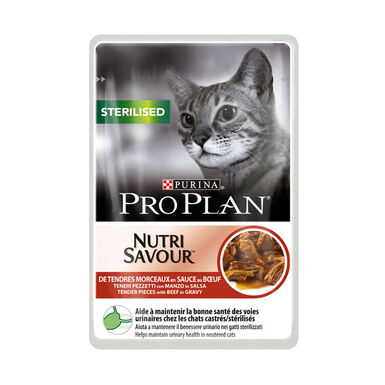 STERILISED
PURINA
PRO PLAN
NUTRI
SAVOUR™
DE TENDRES MORCEAUX EN SAUCE AU BŒUF
TENERI PEZZETTI CON MANZO IN SALSA
TENDER PIECES WITH BEEF IN GRAVY
Aide à maintenir la bonne santé des voies
urinaires chez les chats castrés/stérilisés
Aiuta a mantenere il benessere urinario nei gatti sterilizzati
Helps maintain urinary health in neutered cats